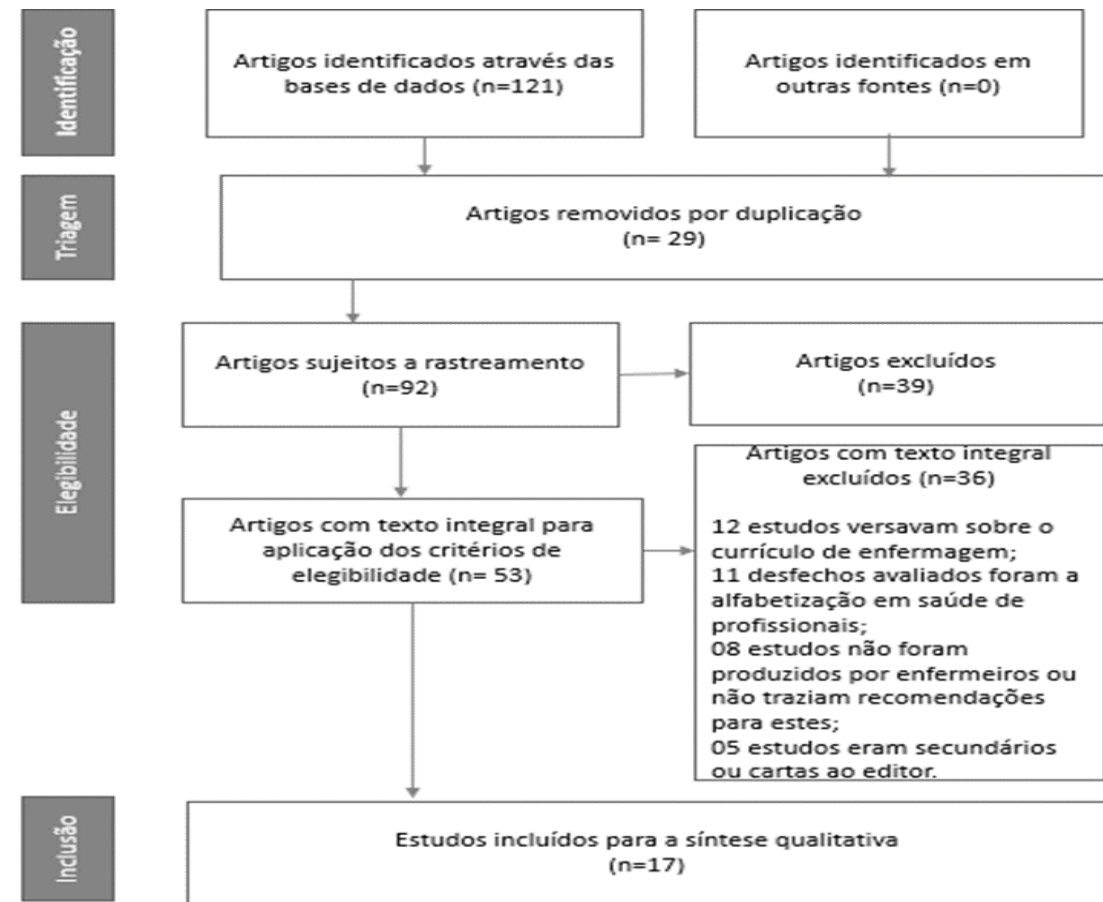 Identificação
Artigos identificados através das
bases de dados (n=121)
Artigos identificados em
outras fontes (n=0)
Triagem
Artigos removidos por duplicação
(n= 29)
Elegibilidade
Artigos sujeitos a rastreamento
(n=92)
Artigos excluídos
(n=39)
Artigos com texto integral para
aplicação dos critérios de
elegibilidade (n= 53)
Artigos com texto integral
excluídos (n=36)
12 estudos versavam sobre o
currículo de enfermagem;
11 desfechos avaliados foram a
alfabetização em saúde de
profissionais;
08 estudos não foram
produzidos por enfermeiros ou
não traziam recomendações
para estes;
05 estudos eram secundários
ou cartas ao editor.
Inclusão
Estudos incluídos para a síntese qualitativa
(n=17)